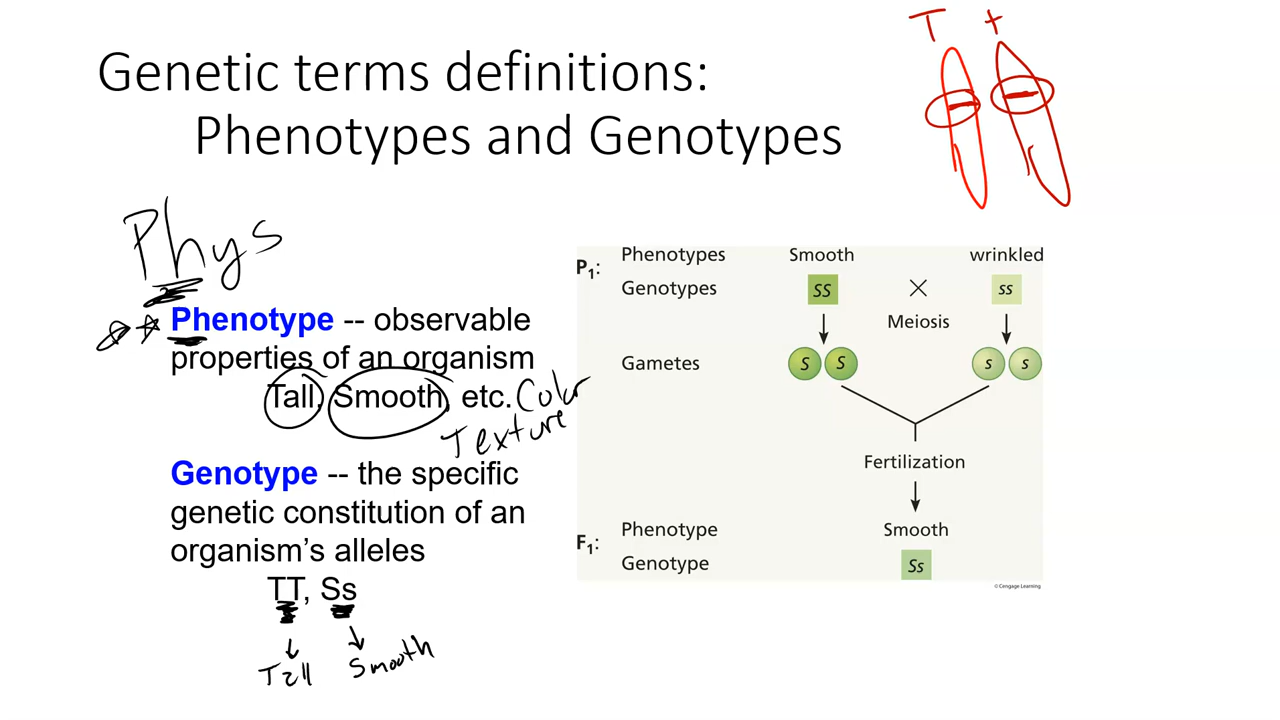 T t
Genetic terms definitions:
Phenotypes and Genotypes
Phys
Phenotype -- observable
properties of an organism
Tall, Smooth, etc. Color
Texture
Genotype -- the specific
genetic constitution of an
organism's alleles
TT, Ss
Tall Smooth
P1: Phenotypes Smooth wrinkled
Genotypes SS × ss
Meiosis
Gametes S S s s
Fertilization
F1: Phenotype Smooth
Genotype Ss
© Cengage Learning